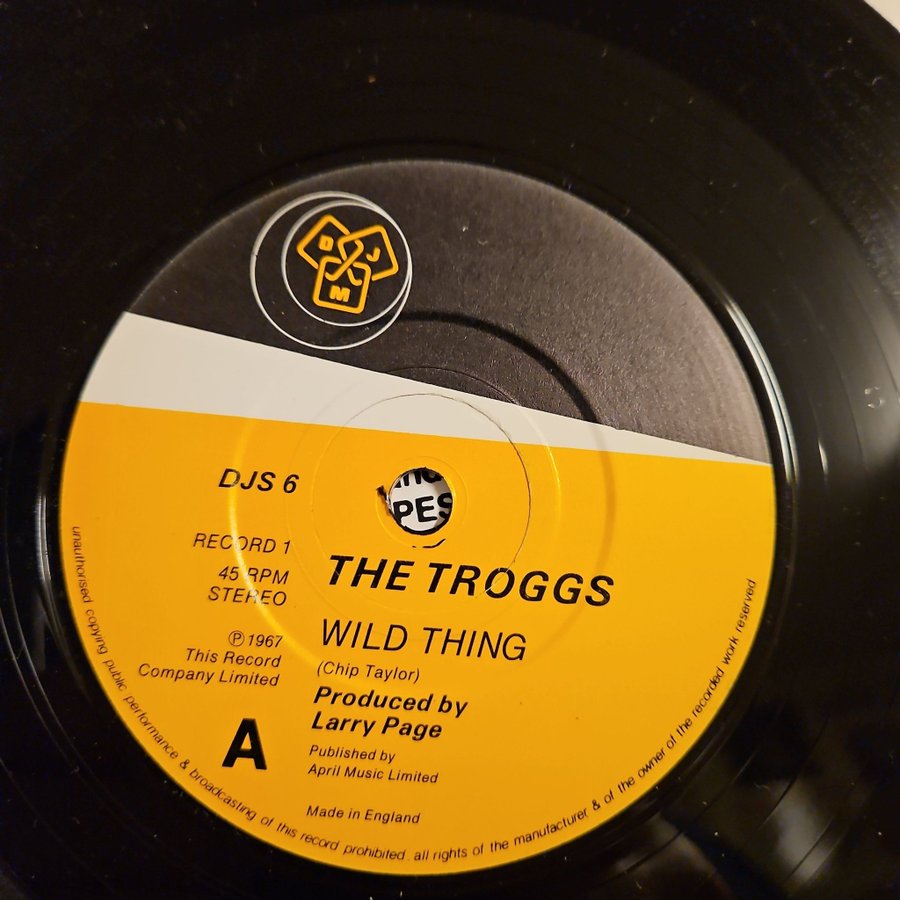 D J
M
DJS 6
PES
RECORD 1
45 RPM
STEREO
THE TROGGS
WILD THING
(Chip Taylor)
Ⓟ 1967
This Record
Company Limited
Produced by
Larry Page
A
Published by
April Music Limited
Made in England
unauthorised copying public performance & broadcasting of this record prohibited. all rights of the manufacturer & of the owner of the recorded work reserved